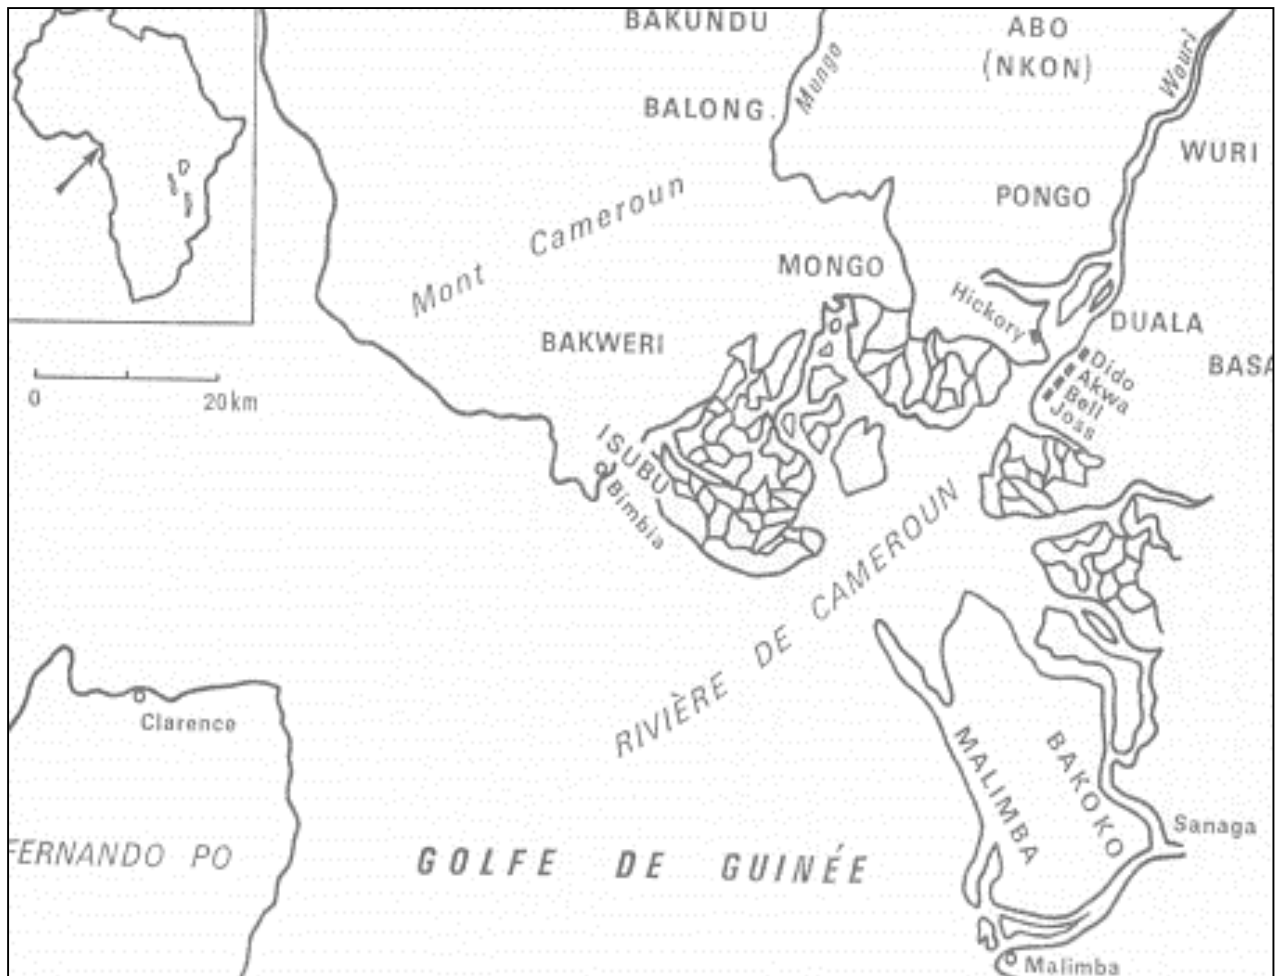 BAKUNDU
ABO
(NKON)
Wouri
Mungo
BALONG
WURI
PONGO
Mont Cameroun
MONGO
Hickory
DUALA
BAKWERI
BASA
Dido
Akwa
Bell
Joss
0 20 km
ISUBU
Bimbia
RIVIÈRE DE CAMEROUN
Clarence
MALIMBA
BAKOKO
Sanaga
FERNANDO PO
GOLFE DE GUINÉE
Malimba